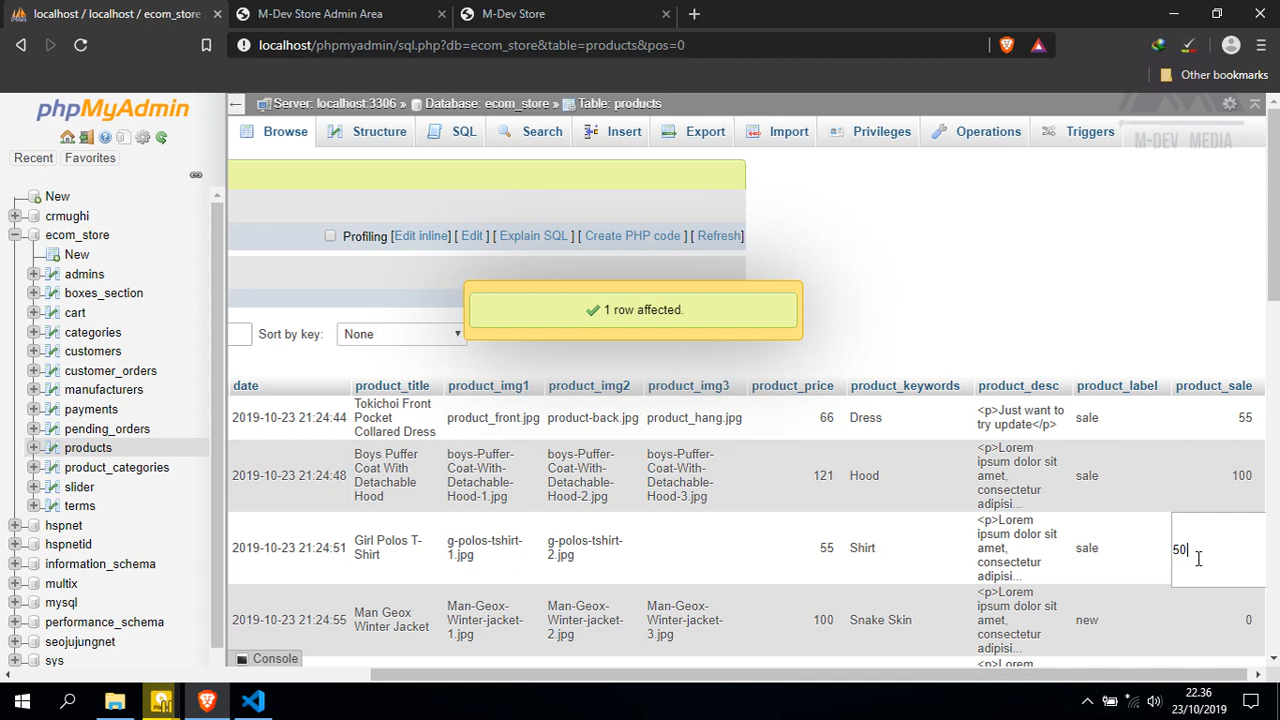 localhost / localhost / ecom_store
M-Dev Store Admin Area
M-Dev Store
localhost/phpmyadmin/sql.php?db=ecom_store&table=products&pos=0
Other bookmarks
phpMyAdmin
Recent
Favorites
New
crmughi
ecom_store
New
admins
boxes_section
cart
categories
customers
customer_orders
manufacturers
payments
pending_orders
products
product_categories
slider
terms
hspnet
hspnetid
information_schema
multix
mysql
performance_schema
seojujungnet
sys
Server: localhost:3306 » Database: ecom_store » Table: products
Browse Structure SQL Search Insert Export Import Privileges Operations Triggers
M-DEV MEDIA
Profiling [Edit inline] [ Edit ] [ Explain SQL ] [ Create PHP code ] [ Refresh]
1 row affected.
Sort by key: None
date product_title product_img1 product_img2 product_img3 product_price product_keywords product_desc product_label product_sale
2019-10-23 21:24:44
Tokichoi Front
Pocket
Collared Dress
product_front.jpg
product-back.jpg
product_hang.jpg
66
Dress
<p>Just want to
try update</p>
sale
55
2019-10-23 21:24:48
Boys Puffer
Coat With
Detachable
Hood
boys-Puffer-
Coat-With-
Detachable-
Hood-1.jpg
boys-Puffer-
Coat-With-
Detachable-
Hood-2.jpg
boys-Puffer-
Coat-With-
Detachable-
Hood-3.jpg
121
Hood
<p>Lorem
ipsum dolor sit
amet,
consectetur
adipisi...
sale
100
2019-10-23 21:24:51
Girl Polos T-
Shirt
g-polos-tshirt-
1.jpg
g-polos-tshirt-
2.jpg
55
Shirt
<p>Lorem
ipsum dolor sit
amet,
consectetur
adipisi...
sale
50
2019-10-23 21:24:55
Man Geox
Winter Jacket
Man-Geox-
Winter-jacket-
1.jpg
Man-Geox-
Winter-jacket-
2.jpg
Man-Geox-
Winter-jacket-
3.jpg
100
Snake Skin
<p>Lorem
ipsum dolor sit
amet,
consectetur
adipisi...
new
0
<p>Lorem
Console
22.36
23/10/2019